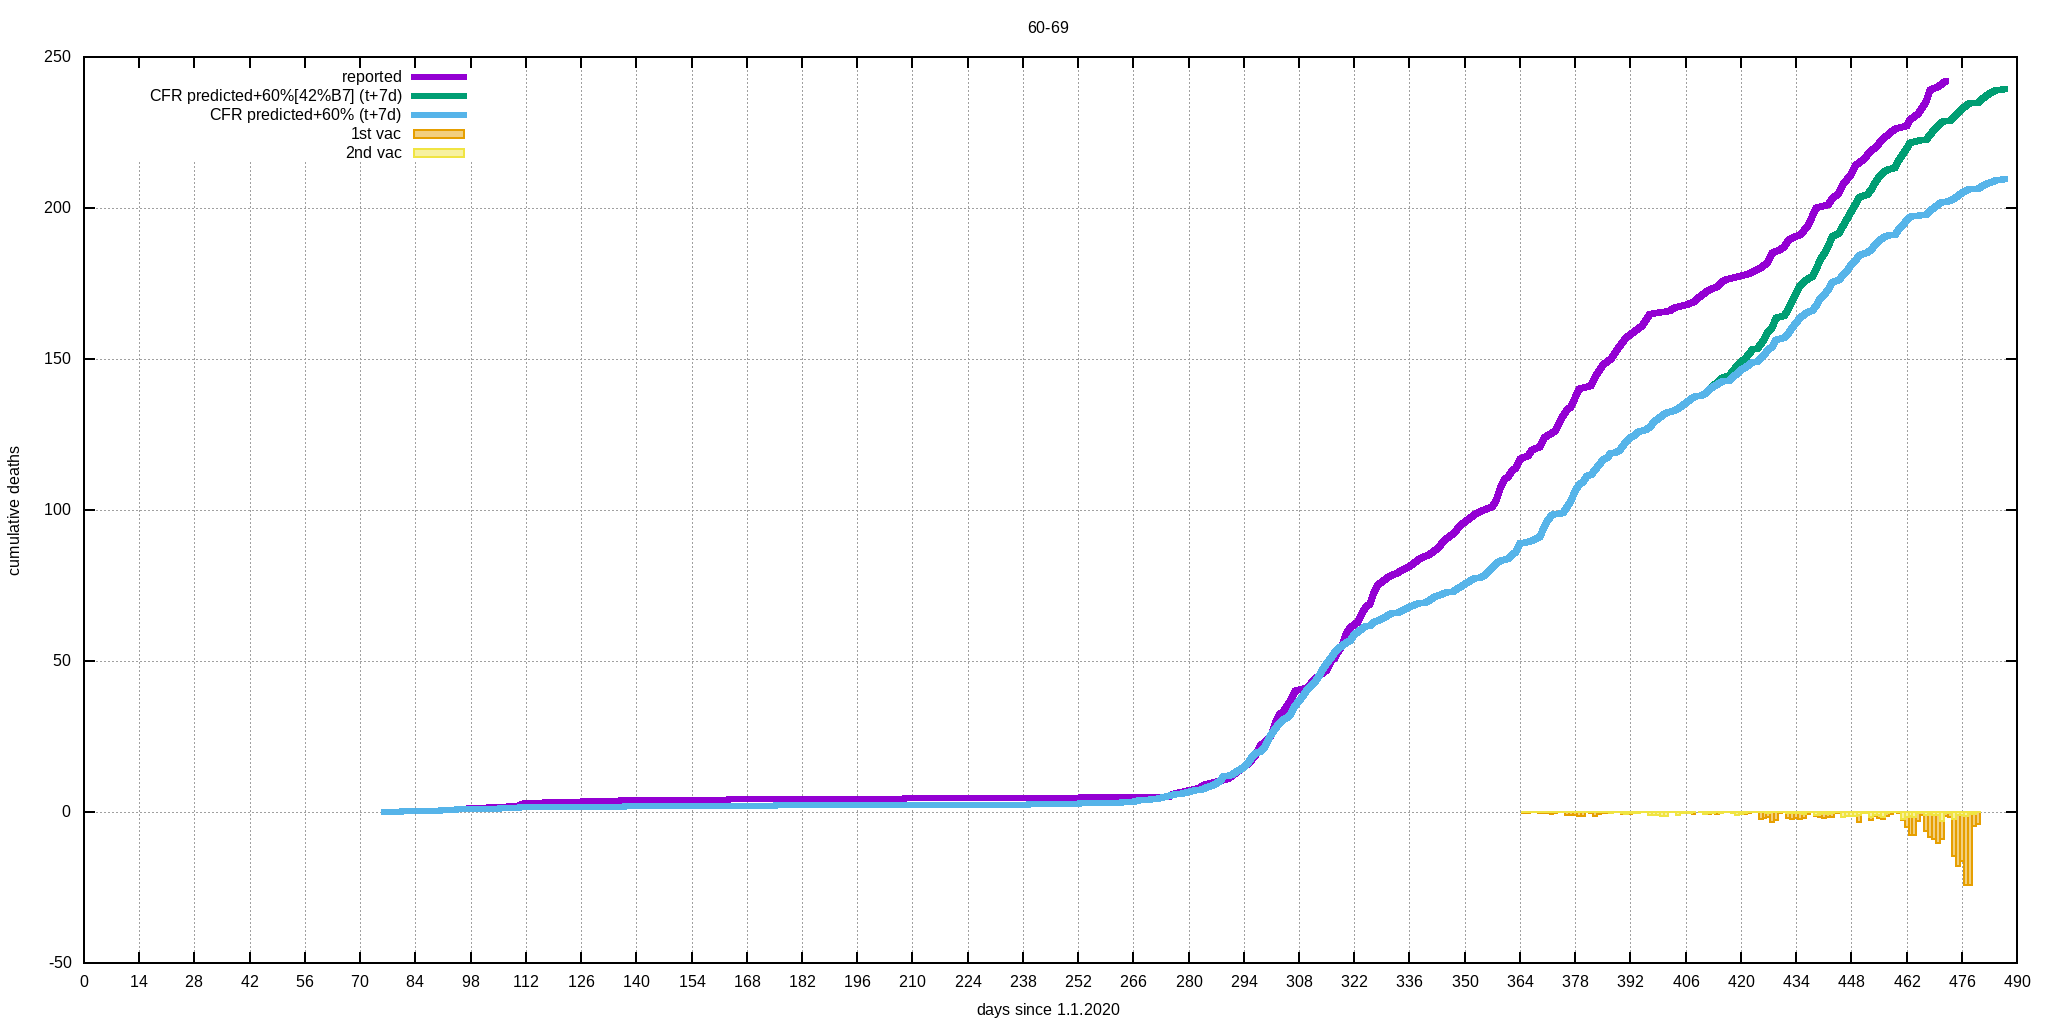 60-69
reported
CFR predicted+60%[42%B7] (t+7d)
CFR predicted+60% (t+7d)
1st vac
2nd vac
250
200
150
100
50
0
-50
cumulative deaths
0 14 28 42 56 70 84 98 112 126 140 154 168 182 196 210 224 238 252 266 280 294 308 322 336 350 364 378 392 406 420 434 448 462 476 490
days since 1.1.2020